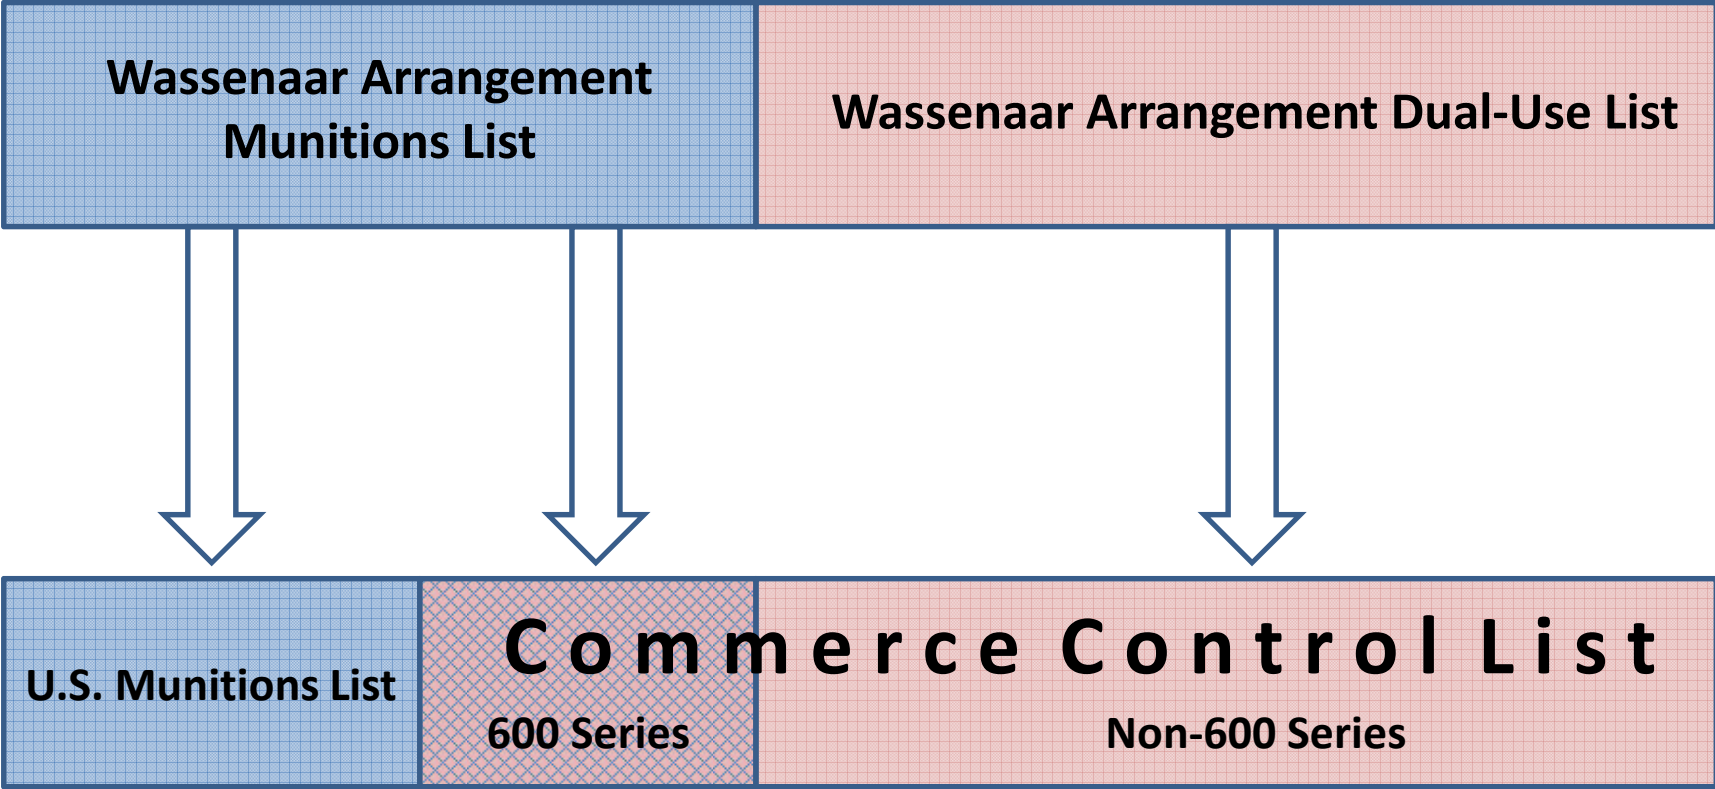 Wassenaar Arrangement
Munitions List
Wassenaar Arrangement Dual-Use List
U.S. Munitions List
Commerce Control List
600 Series
Non-600 Series